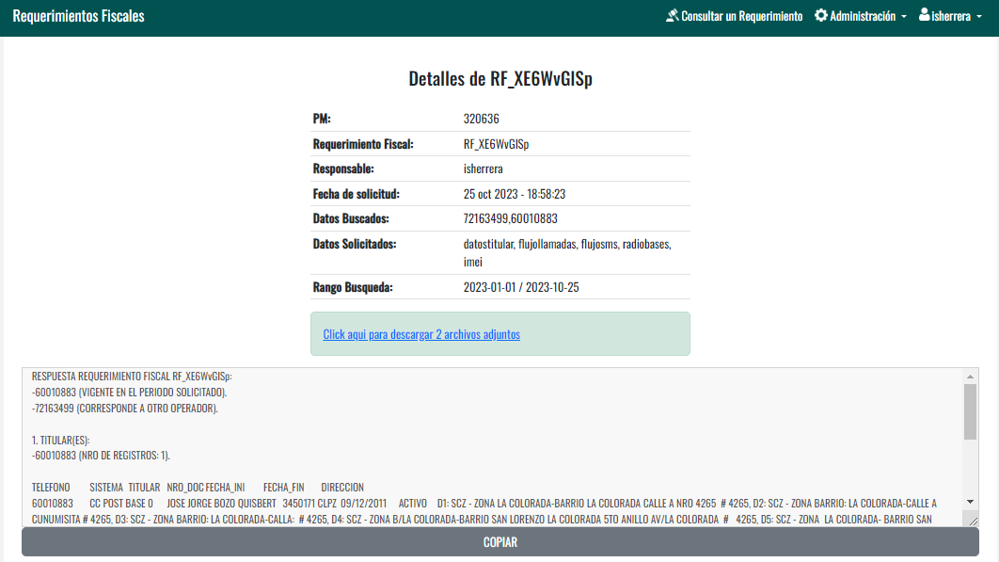 Requerimientos Fiscales
Consultar un Requerimiento
Administración
isherrera
Detalles de RF_XE6WvGISp
PM: 320636
Requerimiento Fiscal: RF_XE6WvGISp
Responsable: isherrera
Fecha de solicitud: 25 oct 2023 - 18:58:23
Datos Buscados: 72163499,60010883
Datos Solicitados: datostitular, flujollamadas, flujosms, radiobases,
imei
Rango Busqueda: 2023-01-01 / 2023-10-25
Click aqui para descargar 2 archivos adjuntos
RESPUESTA REQUERIMIENTO FISCAL RF_XE6WvGISp:
-60010883 (VIGENTE EN EL PERIODO SOLICITADO).
-72163499 (CORRESPONDE A OTRO OPERADOR).
1. TITULAR(ES):
-60010883 (NRO DE REGISTROS: 1).
TELEFONO SISTEMA TITULAR NRO_DOC FECHA_INI FECHA_FIN DIRECCION
60010883 CC POST BASE 0 JOSE JORGE BOZO QUISBERT 3450171 CLPZ 09/12/2011 ACTIVO D1: SCZ - ZONA LA COLORADA-BARRIO LA COLORADA CALLE A NRO 4265 # 4265, D2: SCZ - ZONA BARRIO: LA COLORADA-CALLE A
CUNUMISITA # 4265, D3: SCZ - ZONA BARRIO: LA COLORADA-CALLA: # 4265, D4: SCZ - ZONA B/LA COLORADA-BARRIO SAN LORENZO LA COLORADA 5TO ANILLO AV/LA COLORADA # 4265, D5: SCZ - ZONA LA COLORADA- BARRIO SAN
COPIAR